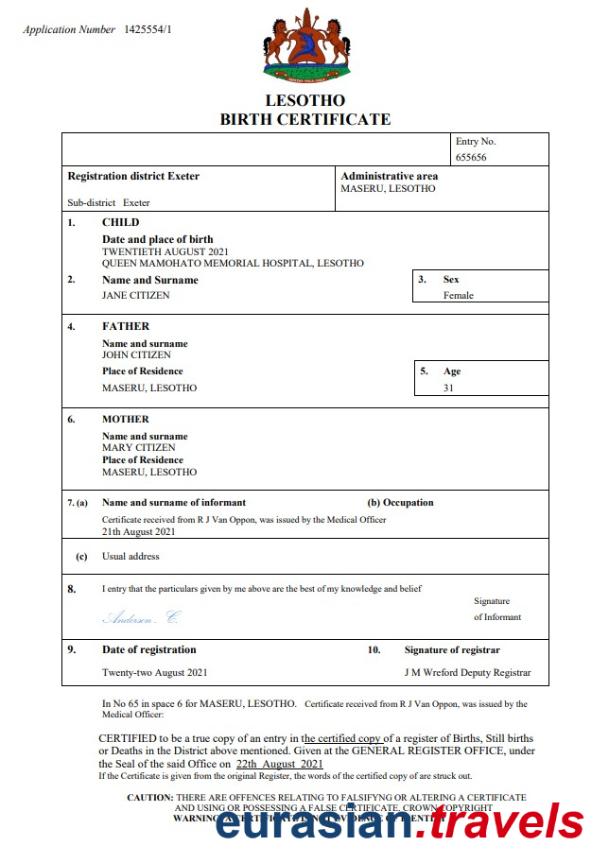 Application Number 1425554/1
LESOTHO
BIRTH CERTIFICATE
Entry No.
655656
Registration district Exeter
Sub-district Exeter
Administrative area
MASERU, LESOTHO
1. CHILD
Date and place of birth
TWENTIETH AUGUST 2021
QUEEN MAMOHATO MEMORIAL HOSPITAL, LESOTHO
2. Name and Surname
JANE CITIZEN
3. Sex
Female
4. FATHER
Name and surname
JOHN CITIZEN
Place of Residence
MASERU, LESOTHO
5. Age
31
6. MOTHER
Name and surname
MARY CITIZEN
Place of Residence
MASERU, LESOTHO
7. (a) Name and surname of informant (b) Occupation
Certificate received from R J Van Oppon, was issued by the Medical Officer
21th August 2021
(c) Usual address
8. I entry that the particulars given by me above are the best of my knowledge and belief
Anderson C.
Signature
of Informant
9. Date of registration
Twenty-two August 2021
10. Signature of registrar
J M Wreford Deputy Registrar
In No 65 in space 6 for MASERU, LESOTHO. Certificate received from R J Van Oppon, was issued by the
Medical Officer:
CERTIFIED to be a true copy of an entry in the certified copy of a register of Births, Still births
or Deaths in the District above mentioned. Given at the GENERAL REGISTER OFFICE, under
the Seal of the said Office on 22th August 2021
If the Certificate is given from the original Register, the words of the certified copy of are struck out.
CAUTION: THERE ARE OFFENCES RELATING TO FALSIFYNG OR ALTERING A CERTIFICATE
AND USING OR POSSESSING A FALSE CERTIFICATE, CROWN COPYRIGHT
WARNING A CERTIFICATE IS NOT EVIDENCE OF IDENTITY
eurasian.travels